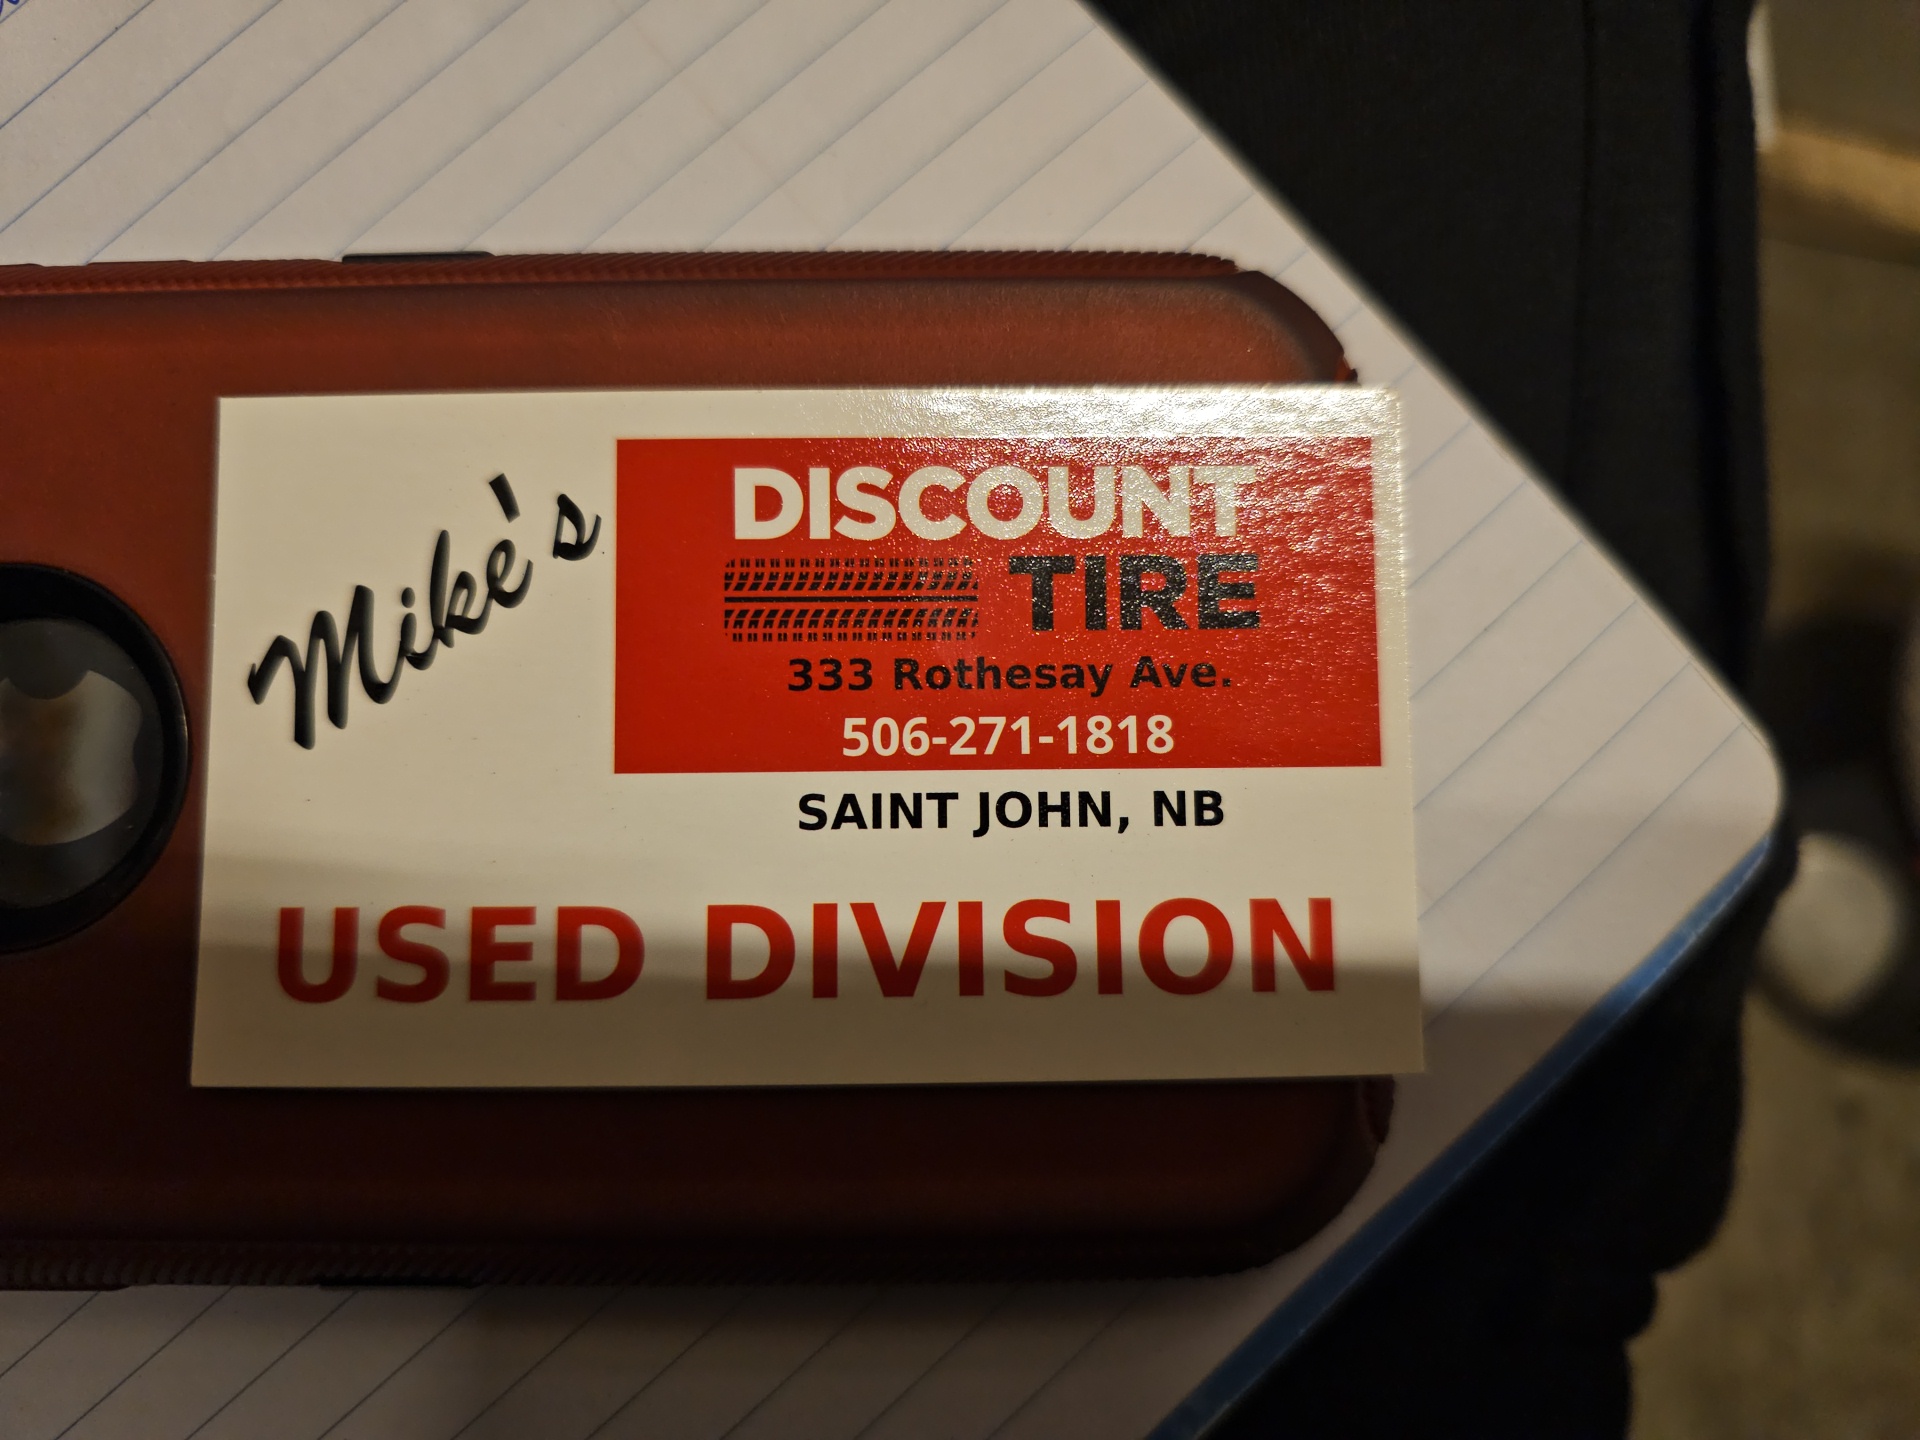 Mike's
DISCOUNT
TIRE
333 Rothesay Ave.
506-271-1818
SAINT JOHN, NB
USED DIVISION